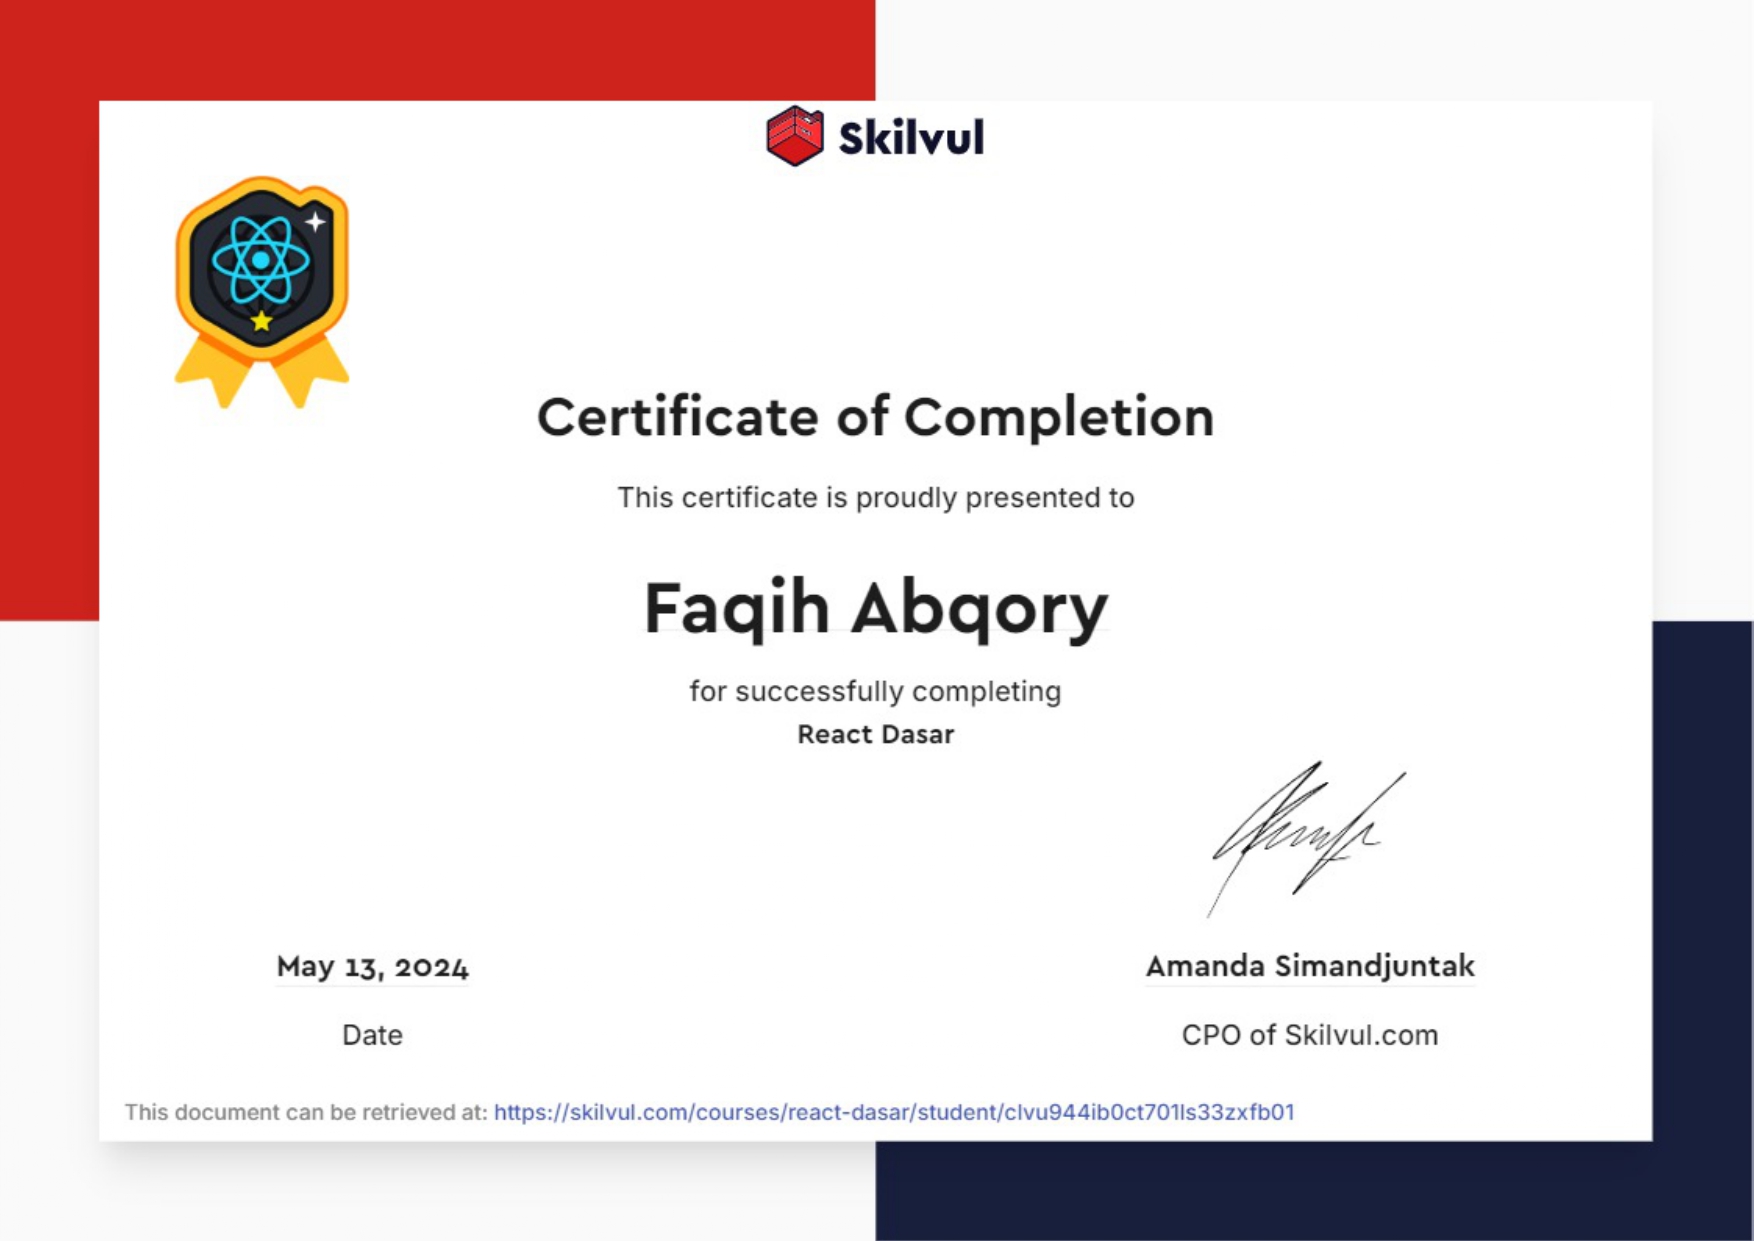 Skilvul
Certificate of Completion
This certificate is proudly presented to
Faqih Abqory
for successfully completing
React Dasar
May 13, 2024
Date
Amanda Simandjuntak
CPO of Skilvul.com
This document can be retrieved at: https://skilvul.com/courses/react-dasar/student/clvu944ib0ct701ls33zxfb01